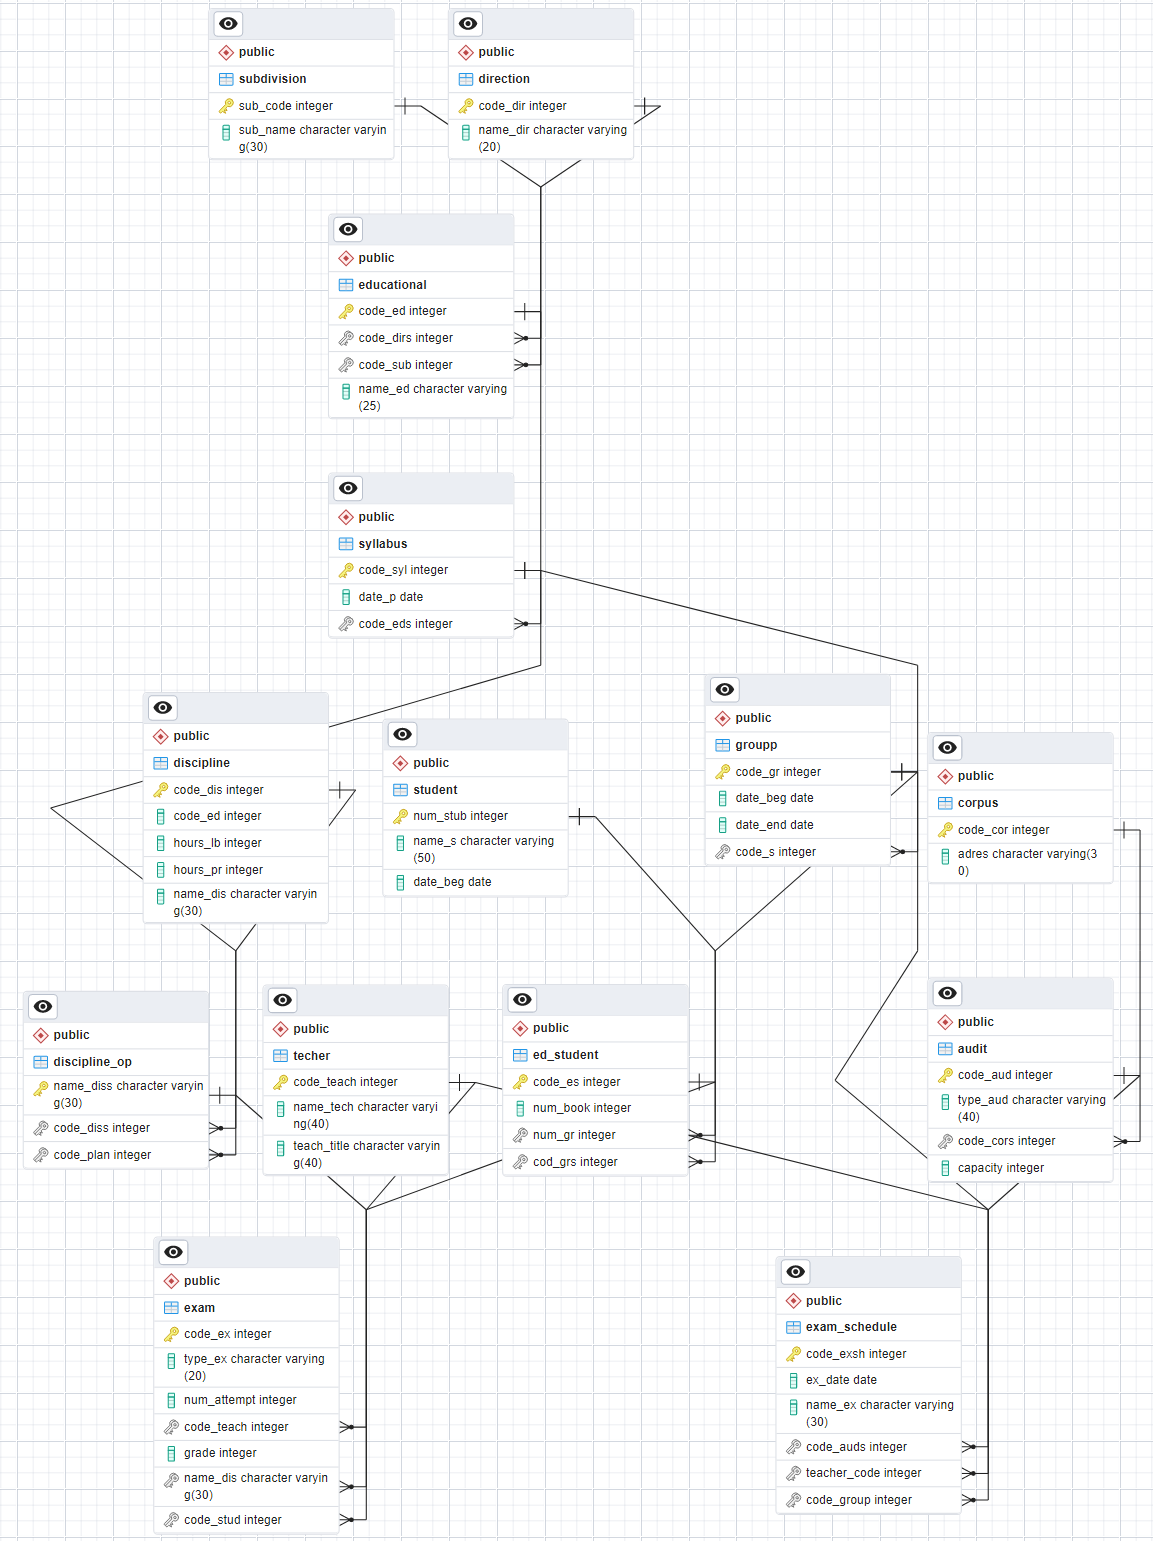 public
subdivision
sub_code integer
sub_name character varyin
g(30)
public
direction
code_dir integer
name_dir character varying
(20)
public
educational
code_ed integer
code_dirs integer
code_sub integer
name_ed character varying
(25)
public
syllabus
code_syl integer
date_p date
code_eds integer
public
discipline
code_dis integer
code_ed integer
hours_lb integer
hours_pr integer
name_dis character varyin
g(30)
public
student
num_stub integer
name_s character varying
(50)
date_beg date
public
groupp
code_gr integer
date_beg date
date_end date
code_s integer
public
corpus
code_cor integer
adres character varying(3
0)
public
discipline_op
name_diss character varyin
g(30)
code_diss integer
code_plan integer
public
techer
code_teach integer
name_tech character varyi
ng(40)
teach_title character varyin
g(40)
public
ed_student
code_es integer
num_book integer
num_gr integer
cod_grs integer
public
audit
code_aud integer
type_aud character varying
(40)
code_cors integer
capacity integer
public
exam
code_ex integer
type_ex character varying
(20)
num_attempt integer
code_teach integer
grade integer
name_dis character varyin
g(30)
code_stud integer
public
exam_schedule
code_exsh integer
ex_date date
name_ex character varying
(30)
code_auds integer
teacher_code integer
code_group integer